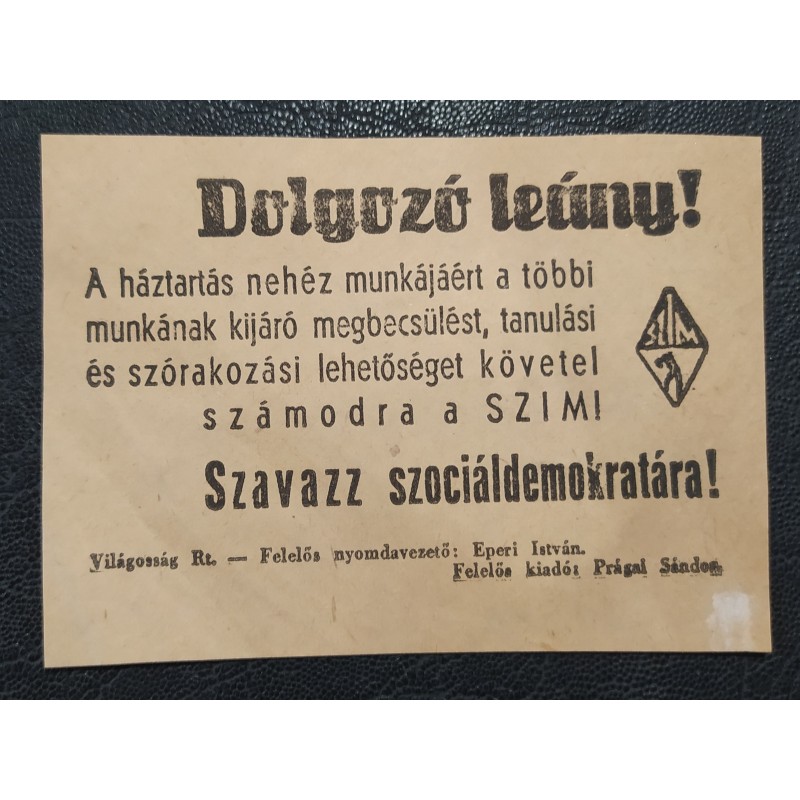 Dolgozó leány!
A háztartás nehéz munkájáért a többi
munkának kijáró megbecsülést, tanulási
és szórakozási lehetőséget követel
számodra a SZIM!
SZIM
Szavazz szociáldemokratára!
Világosság Rt. — Felelős nyomdavezető: Eperi István.
Felelős kiadó: Prágai Sándor.